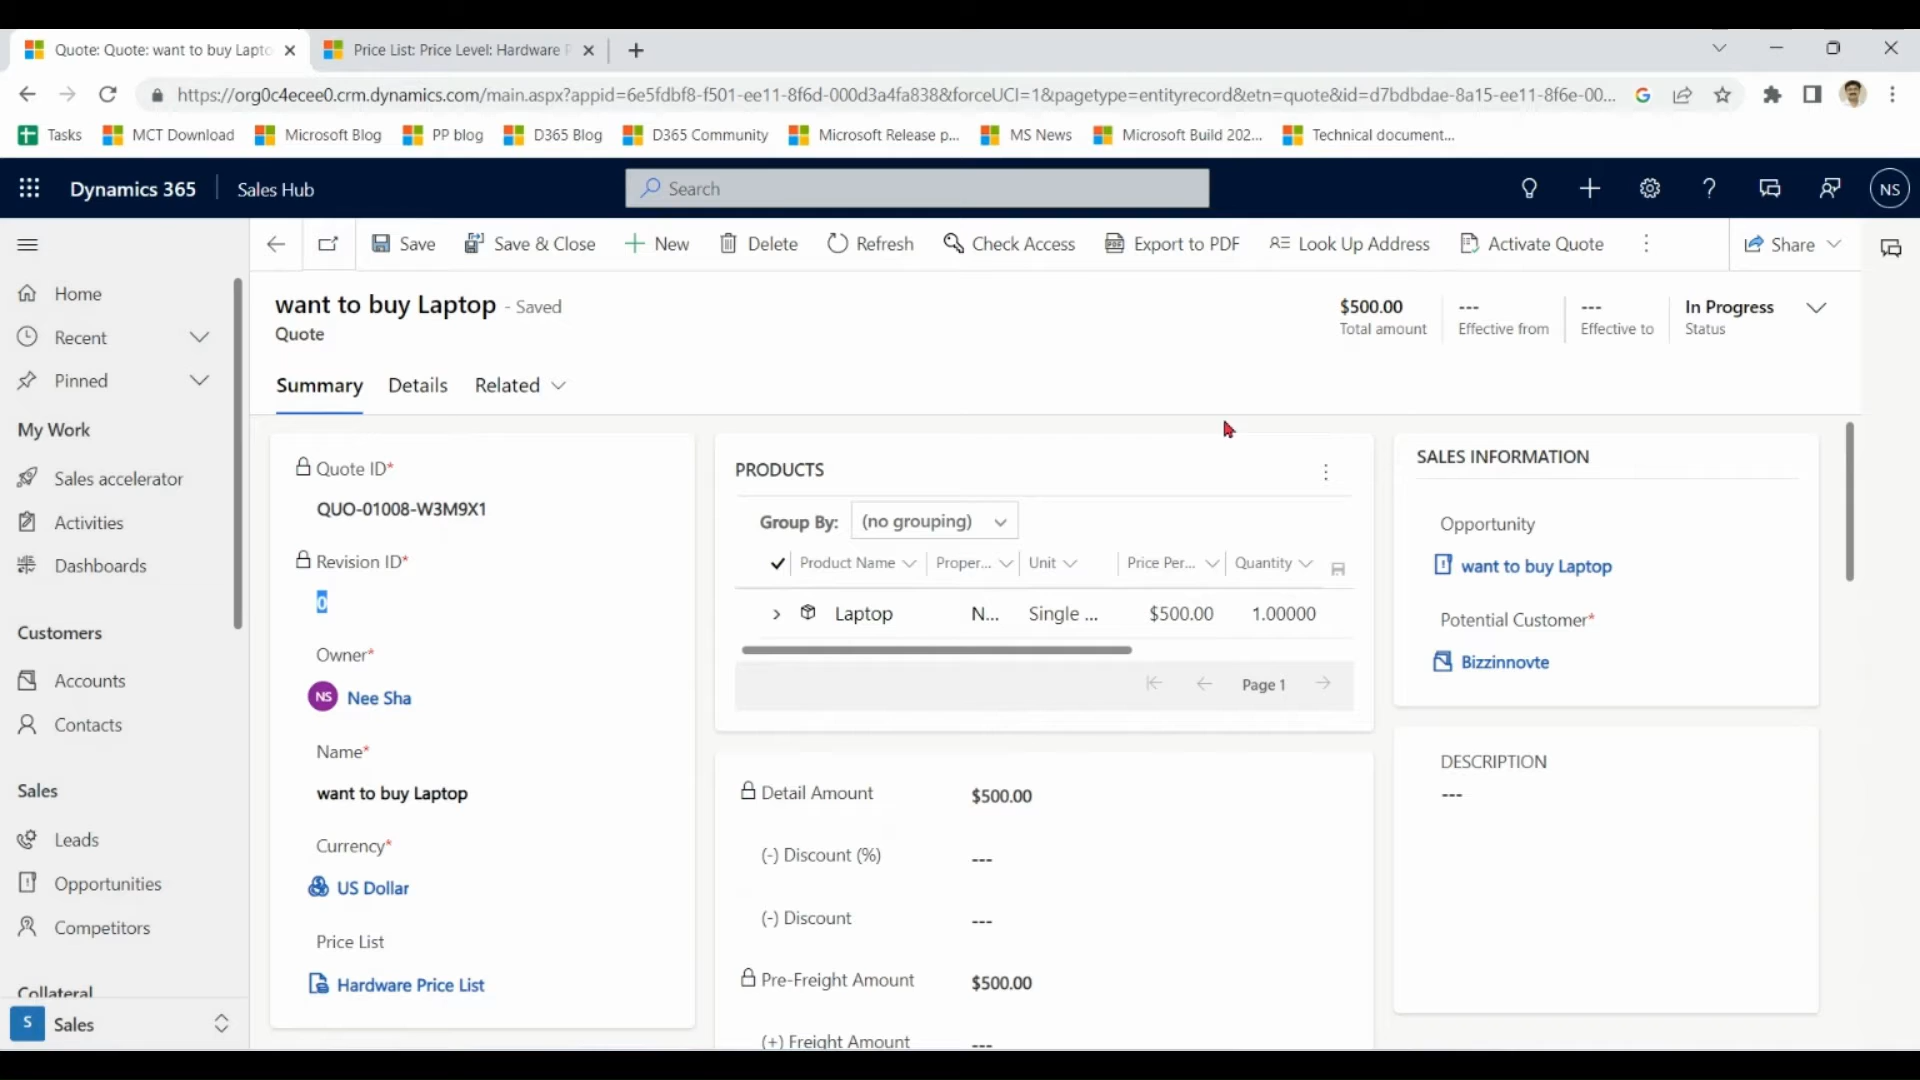 Quote: Quote: want to buy Lapto
Price List: Price Level: Hardware P
https://org0c4ecee0.crm.dynamics.com/main.aspx?appid=6e5fdbf8-f501-ee11-8f6d-000d3a4fa838&forceUCI=1&pagetype=entityrecord&etn=quote&id=d7bdbdae-8a15-ee11-8f6e-00...
Tasks
MCT Download
Microsoft Blog
PP blog
D365 Blog
D365 Community
Microsoft Release p...
MS News
Microsoft Build 202...
Technical document...
Dynamics 365
Sales Hub
Search
NS
Save
Save & Close
New
Delete
Refresh
Check Access
Export to PDF
Look Up Address
Activate Quote
Share
Home
Recent
Pinned
My Work
Sales accelerator
Activities
Dashboards
Customers
Accounts
Contacts
Sales
Leads
Opportunities
Competitors
Collateral
S Sales
want to buy Laptop - Saved
Quote
$500.00
Total amount
---
Effective from
---
Effective to
In Progress
Status
Summary
Details
Related
Quote ID*
QUO-01008-W3M9X1
Revision ID*
0
Owner*
NS Nee Sha
Name*
want to buy Laptop
Currency*
US Dollar
Price List
Hardware Price List
PRODUCTS
Group By: (no grouping)
Product Name Proper... Unit Price Per... Quantity
Laptop N... Single ... $500.00 1.00000
Page 1
Detail Amount $500.00
(-) Discount (%) ---
(-) Discount ---
Pre-Freight Amount $500.00
(+) Freight Amount ---
SALES INFORMATION
Opportunity
want to buy Laptop
Potential Customer*
Bizzinnovte
DESCRIPTION
---